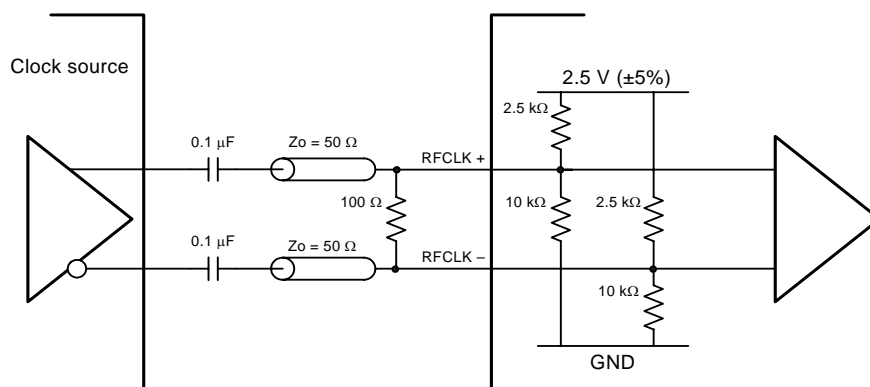 Clock source
2.5 V (±5%)
2.5 kΩ
0.1 µF
Zo = 50 Ω
RFCLK +
100 Ω
10 kΩ
2.5 kΩ
0.1 µF
Zo = 50 Ω
RFCLK –
10 kΩ
GND